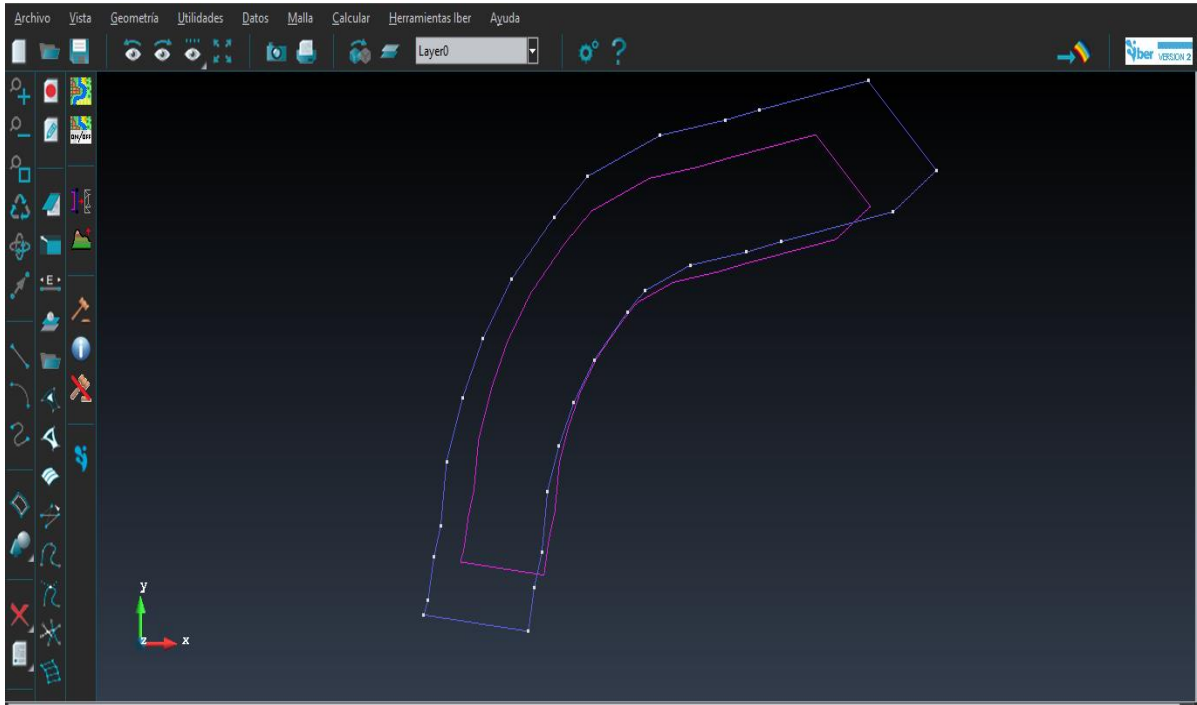 Archivo Vista Geometría Utilidades Datos Malla Calcular Herramientas Iber Ayuda
Layer0
Iber VERSION 2
ON/OFF
E
y
z x